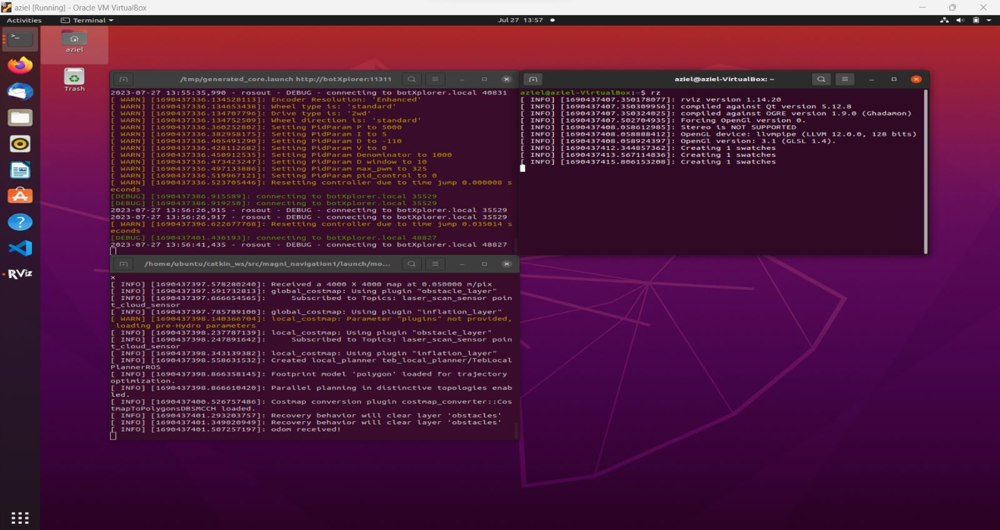 aziel [Running] - Oracle VM VirtualBox
Activities
Terminal
Jul 27 13:57
aziel
Trash
RViz
/tmp/generated_core.launch http://botXplorer:11311
2023-07-27 13:55:35,990 - rosout - DEBUG - connecting to botXplorer.local 40831
[ WARN] [1690437336.134528113]: Encoder Resolution: 'Enhanced'
[ WARN] [1690437336.134653438]: Wheel type is: 'standard'
[ WARN] [1690437336.134707796]: Drive type is: '2wd'
[ WARN] [1690437336.134752509]: Wheel direction is: 'standard'
[ WARN] [1690437336.360252802]: Setting PidParam P to 5000
[ WARN] [1690437336.382958175]: Setting PidParam I to 5
[ WARN] [1690437336.405491290]: Setting PidParam D to -110
[ WARN] [1690437336.428112682]: Setting PidParam V to 0
[ WARN] [1690437336.450912535]: Setting PidParam Denominator to 1000
[ WARN] [1690437336.473423247]: Setting PidParam D window to 10
[ WARN] [1690437336.497133886]: Setting PidParam max_pwm to 325
[ WARN] [1690437336.519967121]: Setting PidParam pid_control to 0
[ WARN] [1690437336.523705446]: Resetting controller due to time jump 0.000008 s
econds
[DEBUG] [1690437386.915589]: connecting to botXplorer.local 35529
[DEBUG] [1690437386.919250]: connecting to botXplorer.local 35529
2023-07-27 13:56:26,915 - rosout - DEBUG - connecting to botXplorer.local 35529
2023-07-27 13:56:26,917 - rosout - DEBUG - connecting to botXplorer.local 35529
[ WARN] [1690437396.622677768]: Resetting controller due to time jump 0.035014 s
econds
[DEBUG] [1690437401.436193]: connecting to botXplorer.local 48827
2023-07-27 13:56:41,435 - rosout - DEBUG - connecting to botXplorer.local 48827
aziel@aziel-VirtualBox: ~
aziel@aziel-VirtualBox:~$ rz
[ INFO] [1690437407.350178077]: rviz version 1.14.20
[ INFO] [1690437407.350309956]: compiled against Qt version 5.12.8
[ INFO] [1690437407.350324025]: compiled against OGRE version 1.9.0 (Ghadamon)
[ INFO] [1690437407.502704935]: Forcing OpenGl version 0.
[ INFO] [1690437408.058612985]: Stereo is NOT SUPPORTED
[ INFO] [1690437408.058888412]: OpenGL device: llvmpipe (LLVM 12.0.0, 128 bits)
[ INFO] [1690437408.058924397]: OpenGl version: 3.1 (GLSL 1.4).
[ INFO] [1690437412.344857362]: Creating 1 swatches
[ INFO] [1690437413.567114836]: Creating 1 swatches
[ INFO] [1690437415.806153208]: Creating 1 swatches
/home/ubuntu/catkin_ws/src/magni_navigation1/launch/mo...
x
[ INFO] [1690437397.578280240]: Received a 4000 X 4000 map at 0.050000 m/pix
[ INFO] [1690437397.591732813]: global_costmap: Using plugin "obstacle_layer"
[ INFO] [1690437397.666654565]:     Subscribed to Topics: laser_scan_sensor poin
t_cloud_sensor
[ INFO] [1690437397.785789100]: global_costmap: Using plugin "inflation_layer"
[ WARN] [1690437398.140366704]: local_costmap: Parameter "plugins" not provided,
 loading pre-Hydro parameters
[ INFO] [1690437398.237787139]: local_costmap: Using plugin "obstacle_layer"
[ INFO] [1690437398.247891642]:     Subscribed to Topics: laser_scan_sensor poin
t_cloud_sensor
[ INFO] [1690437398.343139382]: local_costmap: Using plugin "inflation_layer"
[ INFO] [1690437398.558631532]: Created local_planner teb_local_planner/TebLocal
PlannerROS
[ INFO] [1690437398.866358145]: Footprint model 'polygon' loaded for trajectory
optimization.
[ INFO] [1690437398.866610420]: Parallel planning in distinctive topologies enab
led.
[ INFO] [1690437400.526757486]: Costmap conversion plugin costmap_converter::Cos
tmapToPolygonsDBSMCCH loaded.
[ INFO] [1690437401.293203757]: Recovery behavior will clear layer 'obstacles'
[ INFO] [1690437401.349020949]: Recovery behavior will clear layer 'obstacles'
[ INFO] [1690437401.507257197]: odom received!